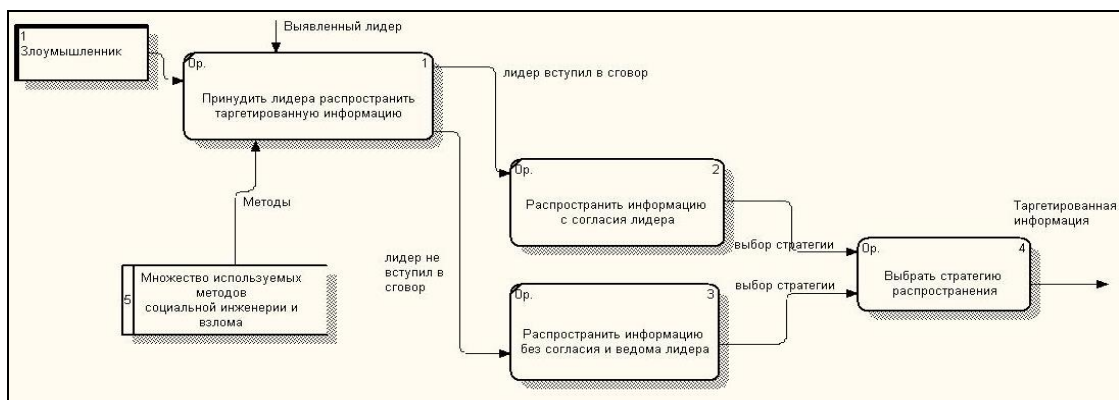 1
Злоумышленник
Выявленный лидер
0р.
1
Принудить лидера распространить
таргетированную информацию
лидер вступил в сговор
Методы
5
Множество используемых
методов
социальной инженерии и
взлома
лидер не
вступил в
сговор
0р.
2
Распространить информацию
с согласия лидера
0р.
3
Распространить информацию
без согласия и ведома лидера
выбор стратегии
выбор стратегии
0р.
4
Выбрать стратегию
распространения
Таргетированная
информация